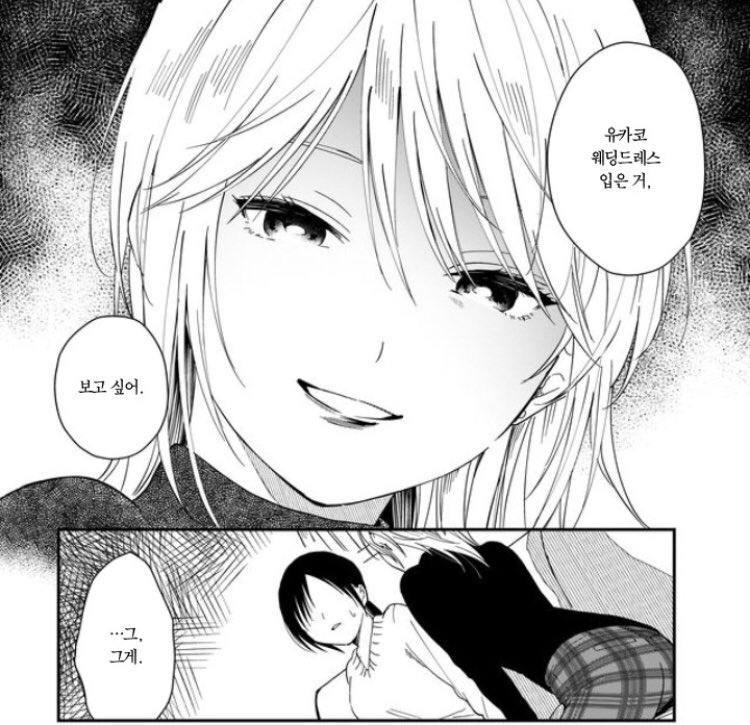 유카코
웨딩드레스
입은 거,
보고 싶어.
…그,
그게.